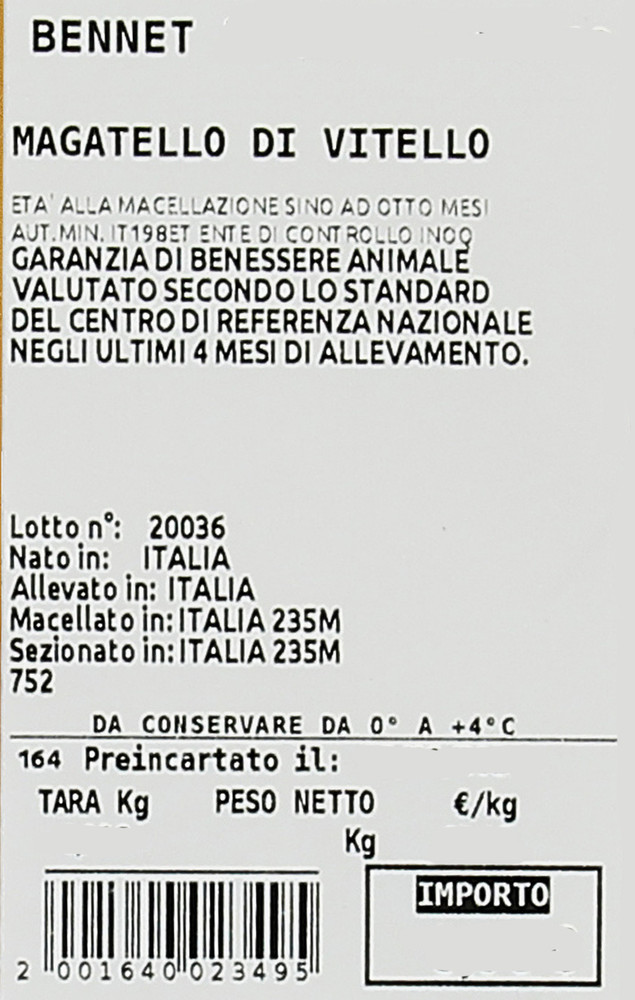 BENNET
MAGATELLO DI VITELLO
ETA' ALLA MACELLAZIONE SINO AD OTTO MESI
AUT.MIN. IT198ET ENTE DI CONTROLLO INOQ
GARANZIA DI BENESSERE ANIMALE
VALUTATO SECONDO LO STANDARD
DEL CENTRO DI REFERENZA NAZIONALE
NEGLI ULTIMI 4 MESI DI ALLEVAMENTO.
Lotto n°: 20036
Nato in: ITALIA
Allevato in: ITALIA
Macellato in: ITALIA 235M
Sezionato in: ITALIA 235M
752
DA CONSERVARE DA 0° A +4°C
164 Preincartato il:
TARA Kg PESO NETTO €/kg
Kg
IMPORTO
2 001640 023495